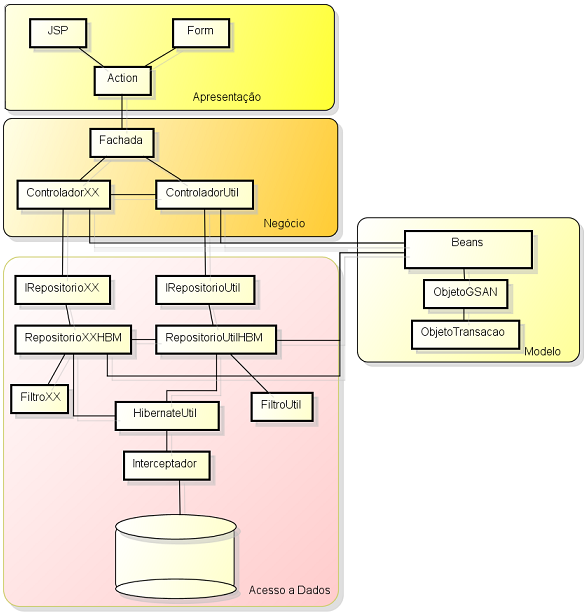 JSP
Form
Action
Apresentação
Fachada
ControladorXX
ControladorUtil
Negócio
Beans
ObjetoGSAN
ObjetoTransacao
Modelo
IRepositorioXX
IRepositorioUtil
RepositorioXXHBM
RepositorioUtilHBM
FiltroXX
FiltroUtil
HibernateUtil
Interceptador
Acesso a Dados